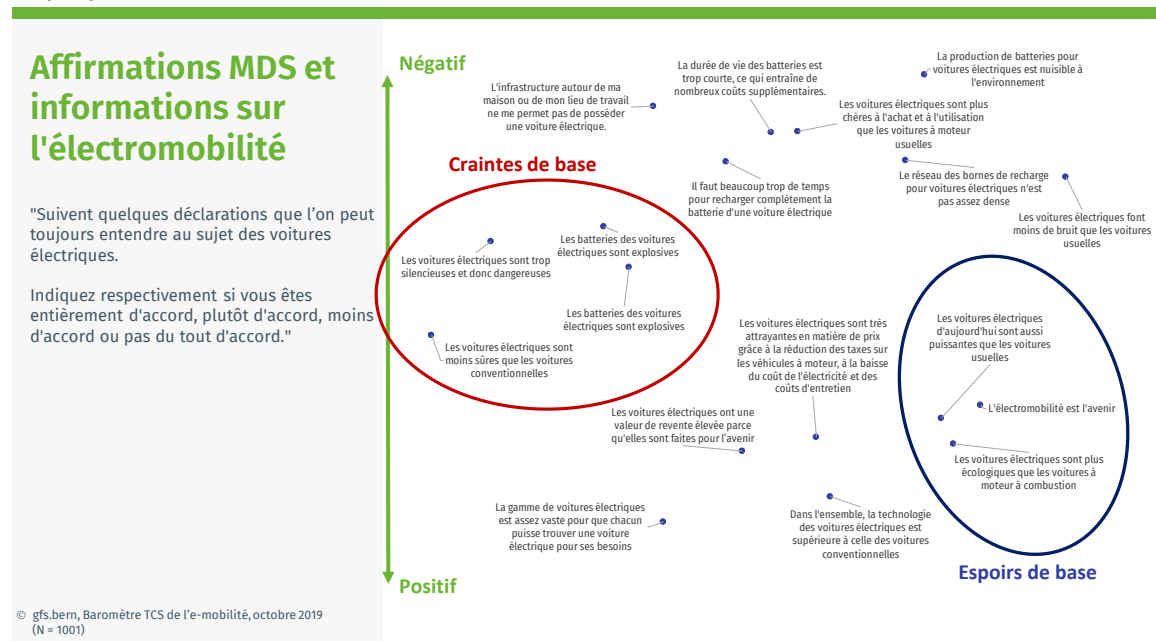 Affirmations MDS et
informations sur
l'électromobilité
"Suivent quelques déclarations que l’on peut
toujours entendre au sujet des voitures
électriques.
Indiquez respectivement si vous êtes
entièrement d'accord, plutôt d'accord, moins
d'accord ou pas du tout d'accord."
© gfs.bern, Baromètre TCS de l’e-mobilité, octobre 2019
(N = 1001)
Négatif
L'infrastructure autour de ma
maison ou de mon lieu de travail
ne me permet pas de posséder
une voiture électrique.
La durée de vie des batteries est
trop courte, ce qui entraîne de
nombreux coûts supplémentaires.
La production de batteries pour
voitures électriques est nuisible à
l'environnement
Les voitures électriques sont plus
chères à l'achat et à l'utilisation
que les voitures à moteur
usuelles
Craintes de base
Il faut beaucoup trop de temps
pour recharger complètement la
batterie d'une voiture électrique
Le réseau des bornes de recharge
pour voitures électriques n'est
pas assez dense
Les voitures électriques font
moins de bruit que les voitures
usuelles
Les voitures électriques sont trop
silencieuses et donc dangereuses
Les batteries des voitures
électriques sont explosives
Les batteries des voitures
électriques sont explosives
Les voitures électriques sont
moins sûres que les voitures
conventionnelles
Les voitures électriques sont très
attrayantes en matière de prix
grâce à la réduction des taxes sur
les véhicules à moteur, à la baisse
du coût de l'électricité et des
coûts d'entretien
Les voitures électriques
d'aujourd'hui sont aussi
puissantes que les voitures
usuelles
L'électromobilité est l'avenir
Les voitures électriques ont une
valeur de revente élevée parce
qu'elles sont faites pour l’avenir
Les voitures électriques sont plus
écologiques que les voitures à
moteur à combustion
La gamme de voitures électriques
est assez vaste pour que chacun
puisse trouver une voiture
électrique pour ses besoins
Dans l'ensemble, la technologie
des voitures électriques est
supérieure à celle des voitures
conventionnelles
Espoirs de base
Positif